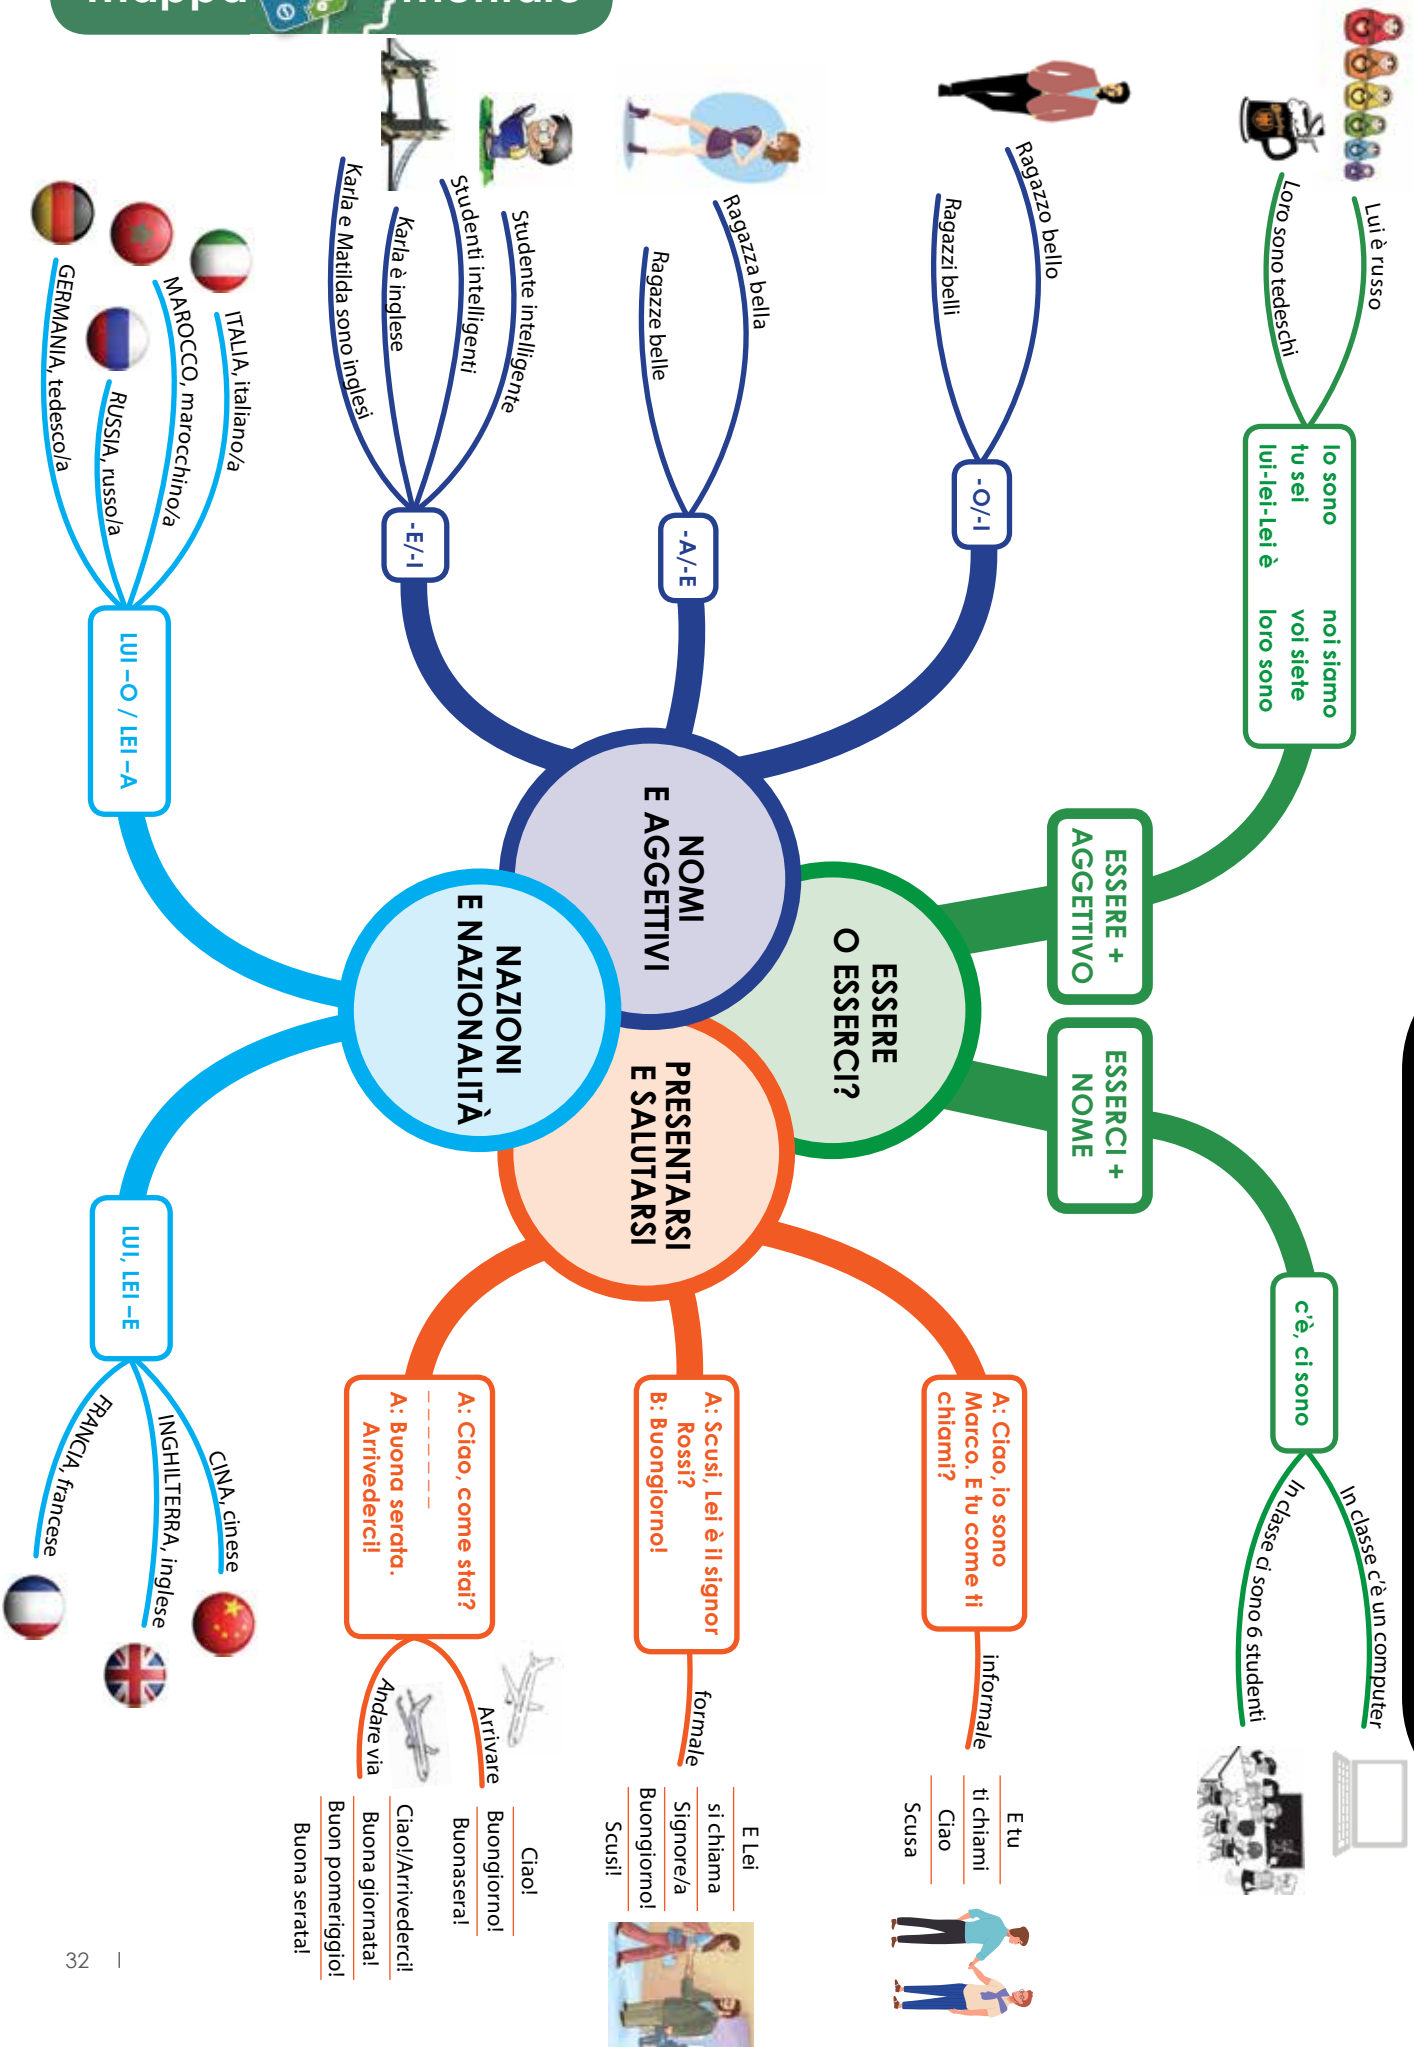 mappa mentale
ESSERE
O ESSERCI?
ESSERE +
AGGETTIVO
Io sono
tu sei
lui-lei-Lei è
noi siamo
voi siete
loro sono
Lui è russo
Loro sono tedeschi
ESSERCI +
NOME
c'è, ci sono
In classe c'è un computer
In classe ci sono 6 studenti
NOMI
E AGGETTIVI
-O/-I
Ragazzo bello
Ragazzi belli
-A/-E
Ragazza bella
Ragazze belle
-E/-I
Studente intelligente
Studenti intelligenti
Karla è inglese
Karla e Matilda sono inglesi
PRESENTARSI
E SALUTARSI
A: Ciao, io sono
Marco. E tu come ti
chiami?
informale
E tu
ti chiami
Ciao
Scusa
A: Scusi, Lei è il signor
Rossi?
B: Buongiorno!
formale
E Lei
si chiama
Signore/a
Buongiorno!
Scusi!
A: Ciao, come stai?
_ _ _ _ _ _ _
A: Buona serata.
Arrivederci!
Arrivare
Ciao!
Buongiorno!
Buonasera!
Andare via
Ciao!/Arrivederci!
Buona giornata!
Buon pomeriggio!
Buona serata!
NAZIONI
E NAZIONALITÀ
LUI –O / LEI –A
ITALIA, italiano/a
MAROCCO, marocchino/a
RUSSIA, russo/a
GERMANIA, tedesco/a
LUI, LEI –E
CINA, cinese
INGHILTERRA, inglese
FRANCIA, francese
32 |